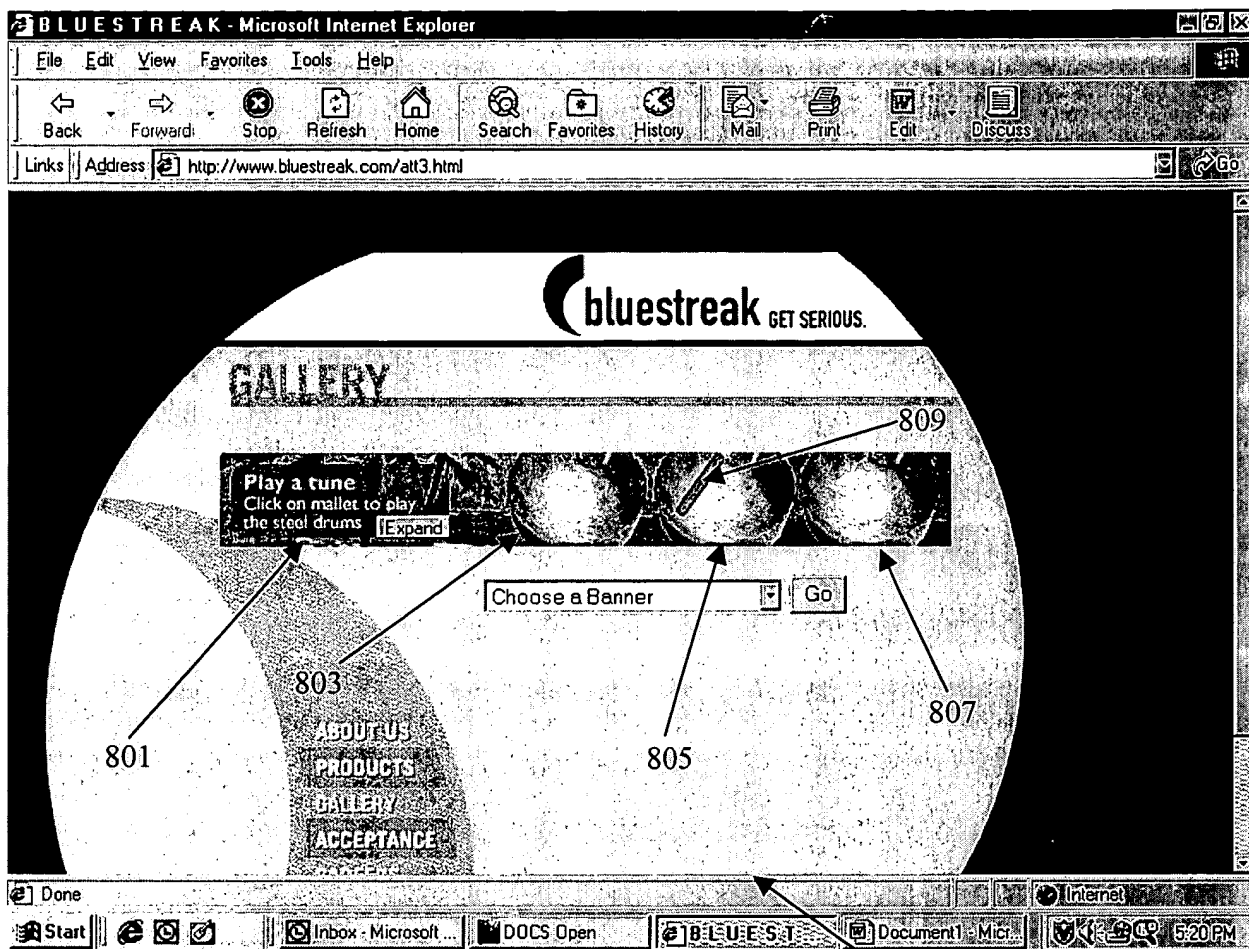 B L U E S T R E A K - Microsoft Internet Explorer
File Edit View Favorites Tools Help
Back Forward Stop Refresh Home Search Favorites History Mail Print Edit Discuss
Links Address http://www.bluestreak.com/att3.html Go
bluestreak GET SERIOUS.
GALLERY
809
Play a tune
Click on mallet to play
the steel drums Expand
Choose a Banner Go
803
807
801
805
ABOUT US
PRODUCTS
GALLERY
ACCEPTANCE
Done Internet
Start Inbox - Microsoft ... DOCS Open B L U E S T Document1 - Micr... 5:20 PM